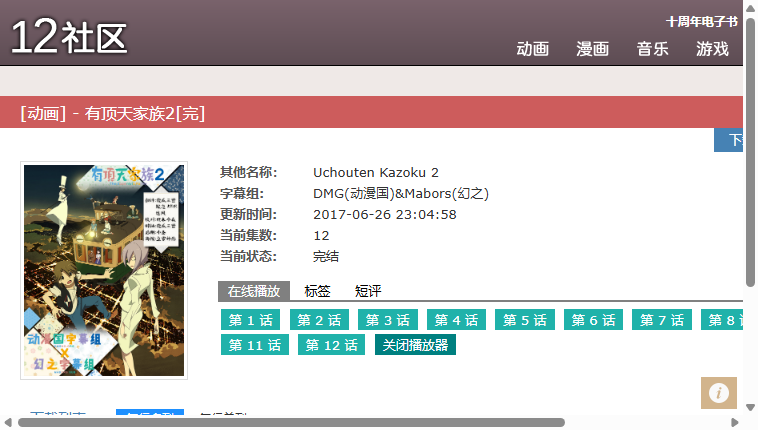 12社区
十周年电子书
动画 漫画 音乐 游戏
[动画] - 有顶天家族2[完]
有頂天家族2
其他名称: Uchouten Kazoku 2
字幕组: DMG(动漫国)&Mabors(幻之)
更新时间: 2017-06-26 23:04:58
当前集数: 12
当前状态: 完结
动漫国字幕组
X
幻之字幕组
在线播放 标签 短评
第 1 话 第 2 话 第 3 话 第 4 话 第 5 话 第 6 话 第 7 话 第 8
第 11 话 第 12 话 关闭播放器